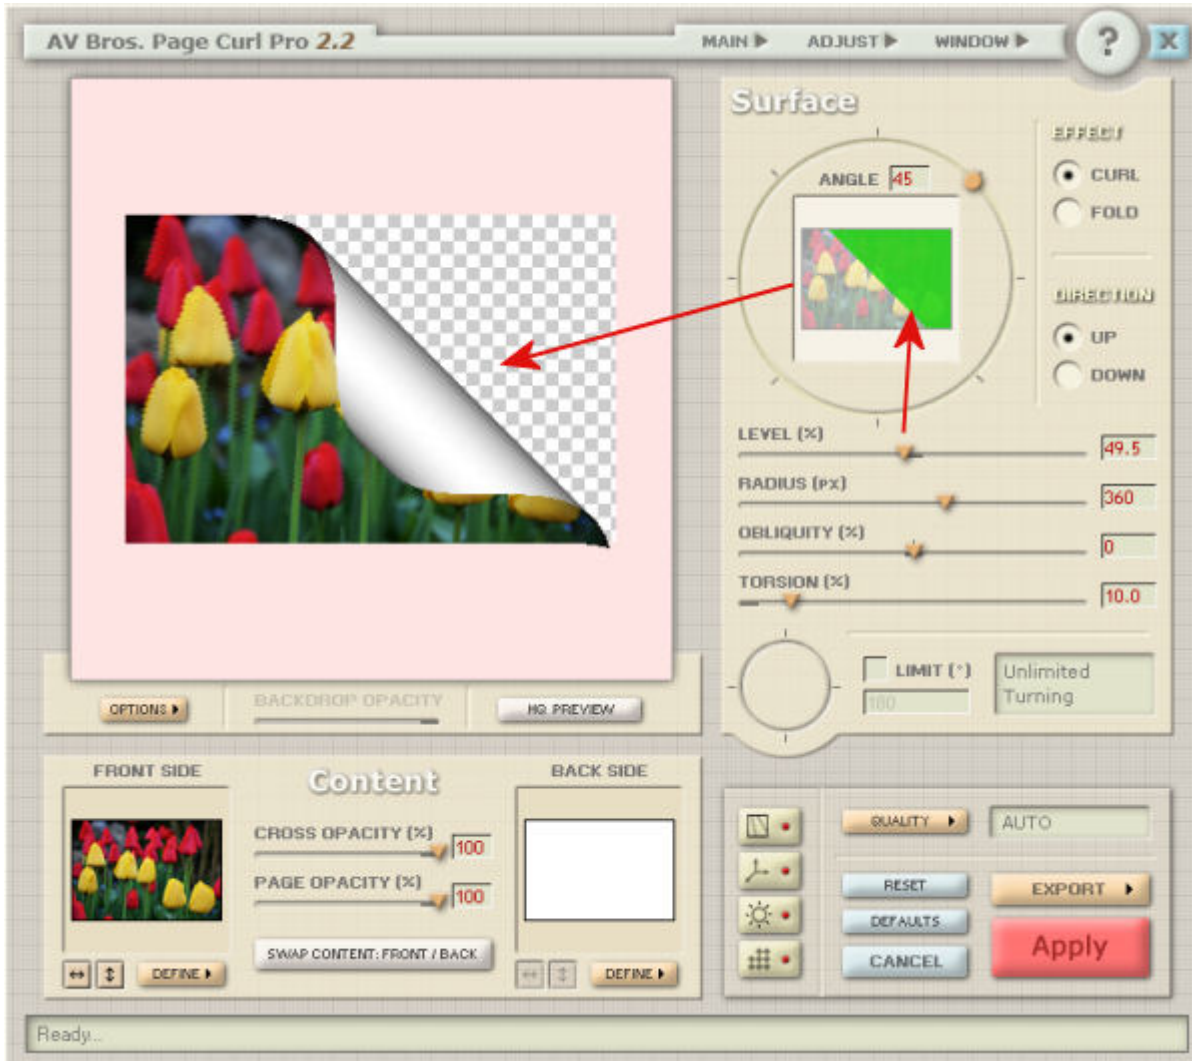 AV Bros. Page Curl Pro 2.2
MAIN
ADJUST
WINDOW
?
X
Surface
ANGLE 45
EFFECT
CURL
FOLD
DIRECTION
UP
DOWN
LEVEL (%)
49.5
RADIUS (PX)
360
OBLIQUITY (%)
0
TORSION (%)
10.0
LIMIT (°)
180
Unlimited
Turning
OPTIONS
BACKDROP OPACITY
HQ PREVIEW
FRONT SIDE
Content
BACK SIDE
CROSS OPACITY (%)
100
PAGE OPACITY (%)
100
SWAP CONTENT: FRONT / BACK
DEFINE
DEFINE
QUALITY
AUTO
RESET
EXPORT
DEFAULTS
Apply
CANCEL
Ready...